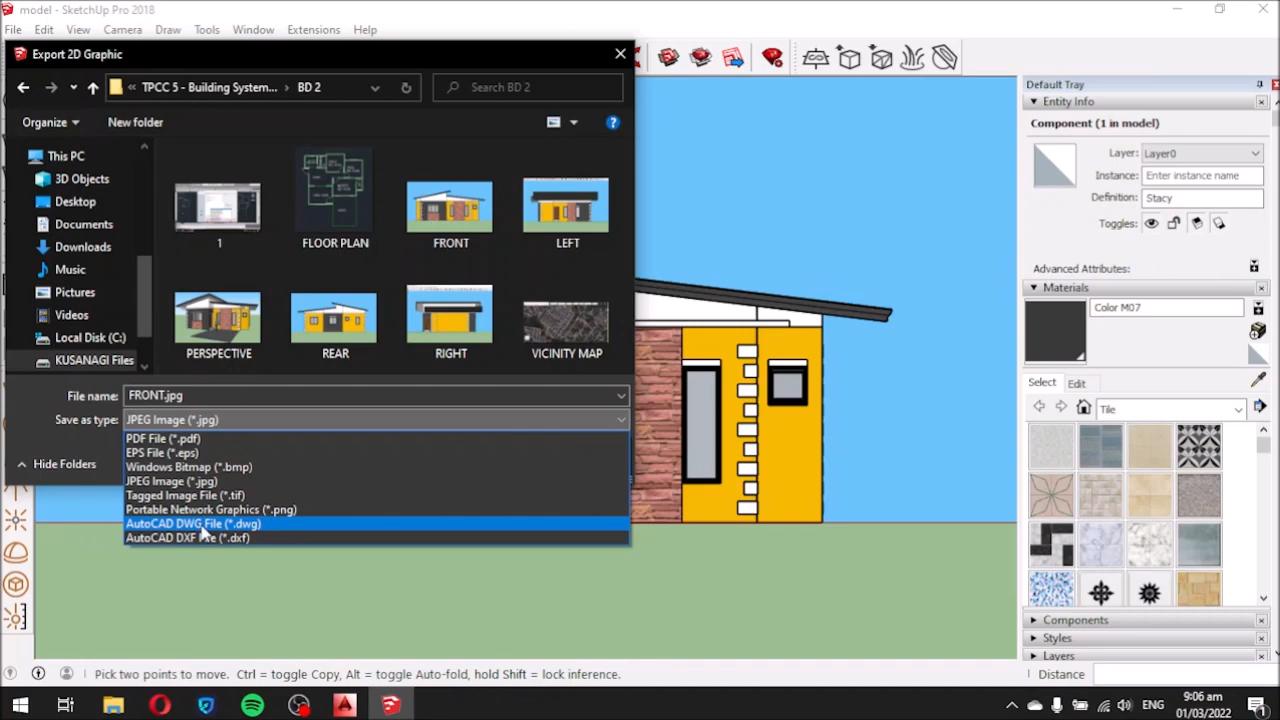 model - SketchUp Pro 2018
File Edit View Camera Draw Tools Window Extensions Help
Export 2D Graphic
« TPCC 5 - Building System... › BD 2
Search BD 2
Organize
New folder
This PC
3D Objects
Desktop
Documents
Downloads
Music
Pictures
Videos
Local Disk (C:)
KUSANAGI Files
1
FLOOR PLAN
FRONT
LEFT
PERSPECTIVE
REAR
RIGHT
VICINITY MAP
File name: FRONT.jpg
Save as type: JPEG Image (*.jpg)
PDF File (*.pdf)
EPS File (*.eps)
Windows Bitmap (*.bmp)
JPEG Image (*.jpg)
Tagged Image File (*.tif)
Portable Network Graphics (*.png)
AutoCAD DWG File (*.dwg)
AutoCAD DXF File (*.dxf)
Hide Folders
Default Tray
Entity Info
Component (1 in model)
Layer: Layer0
Instance: Enter instance name
Definition: Stacy
Toggles:
Advanced Attributes:
Materials
Color M07
Select Edit
Tile
Components
Styles
Layers
Pick two points to move. Ctrl = toggle Copy, Alt = toggle Auto-fold, hold Shift = lock inference.
Distance
ENG
9:06 am
01/03/2022
1